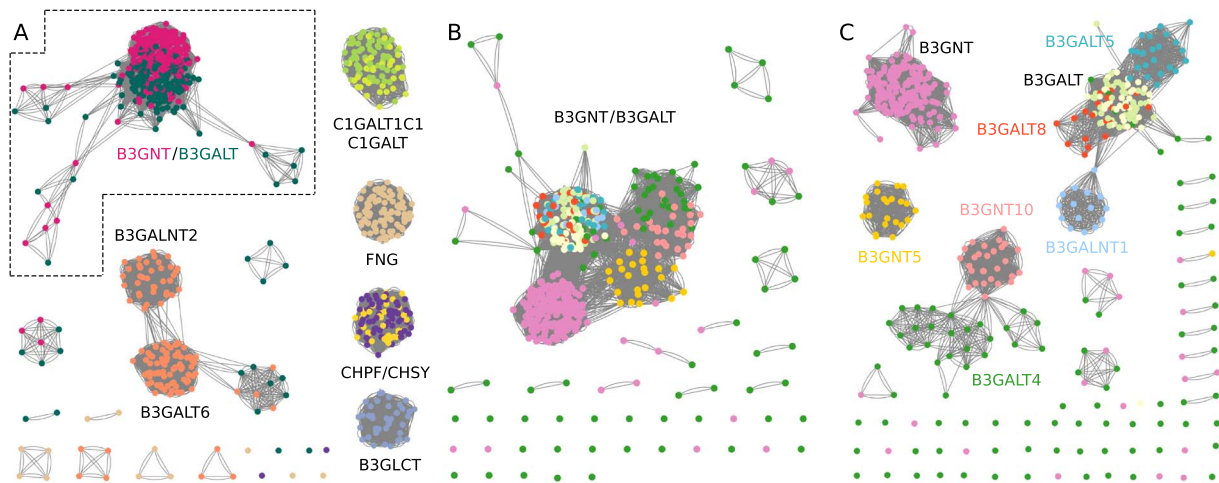 A
B3GNT/B3GALT
B3GALNT2
B3GALT6
C1GALT1C1
C1GALT
FNG
CHPF/CHSY
B3GLCT
B
B3GNT/B3GALT
C
B3GNT
B3GALT5
B3GALT
B3GALT8
B3GNT10
B3GNT5
B3GALNT1
B3GALT4